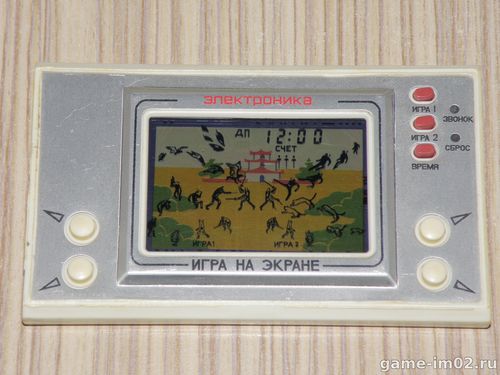 электроника
ИГРА 1
ЗВОНОК
ИГРА 2
СБРОС
ВРЕМЯ
ДП 12:00
СЧЕТ
ИГРА1 ИГРА 2
ИГРА НА ЭКРАНЕ
game-im02.ru